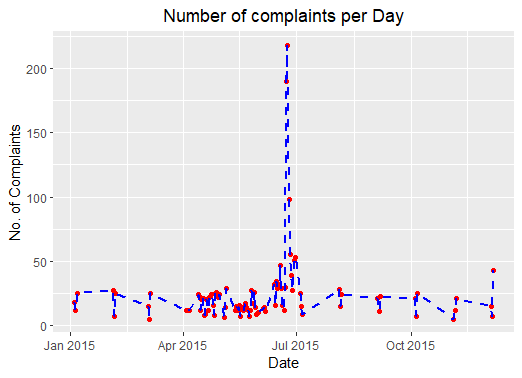 Number of complaints per Day
No. of Complaints
200
150
100
50
0
Jan 2015 Apr 2015 Jul 2015 Oct 2015
Date